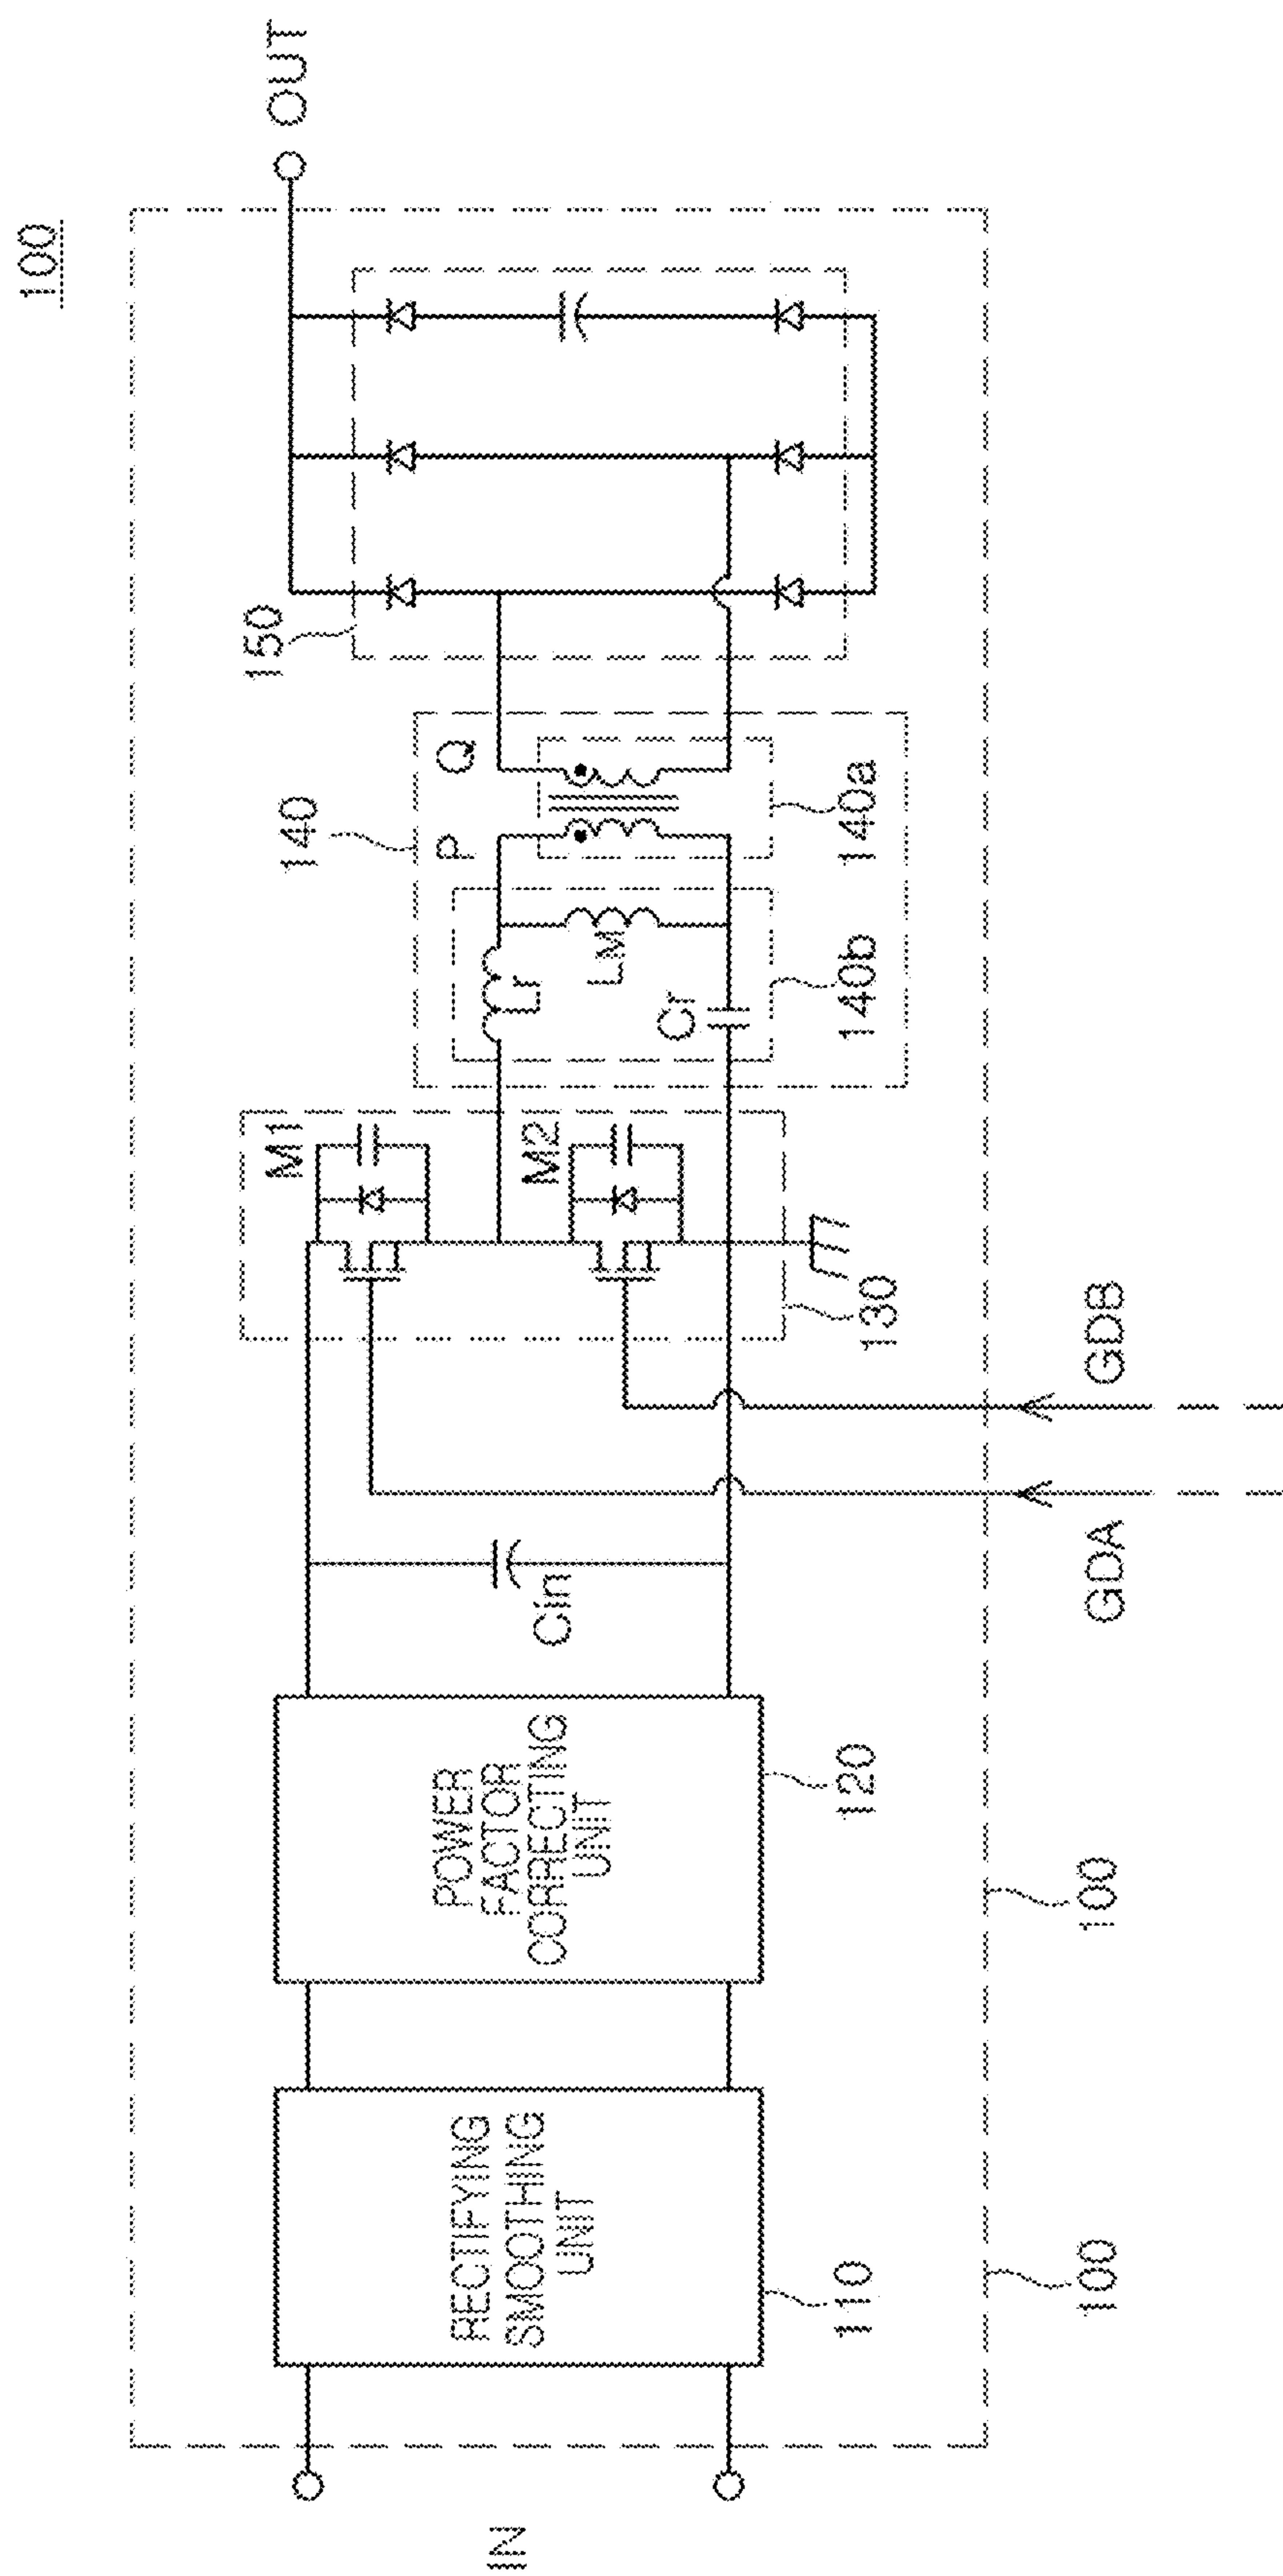 100
IN
RECTIFYING
SMOOTHING
UNIT
110
100
POWER
FACTOR
CORRECTING
UNIT
120
100
Cin
GDA
GDB
M1
M2
130
140
Lr
LM
Cr
140b
P
Q
140a
150
OUT